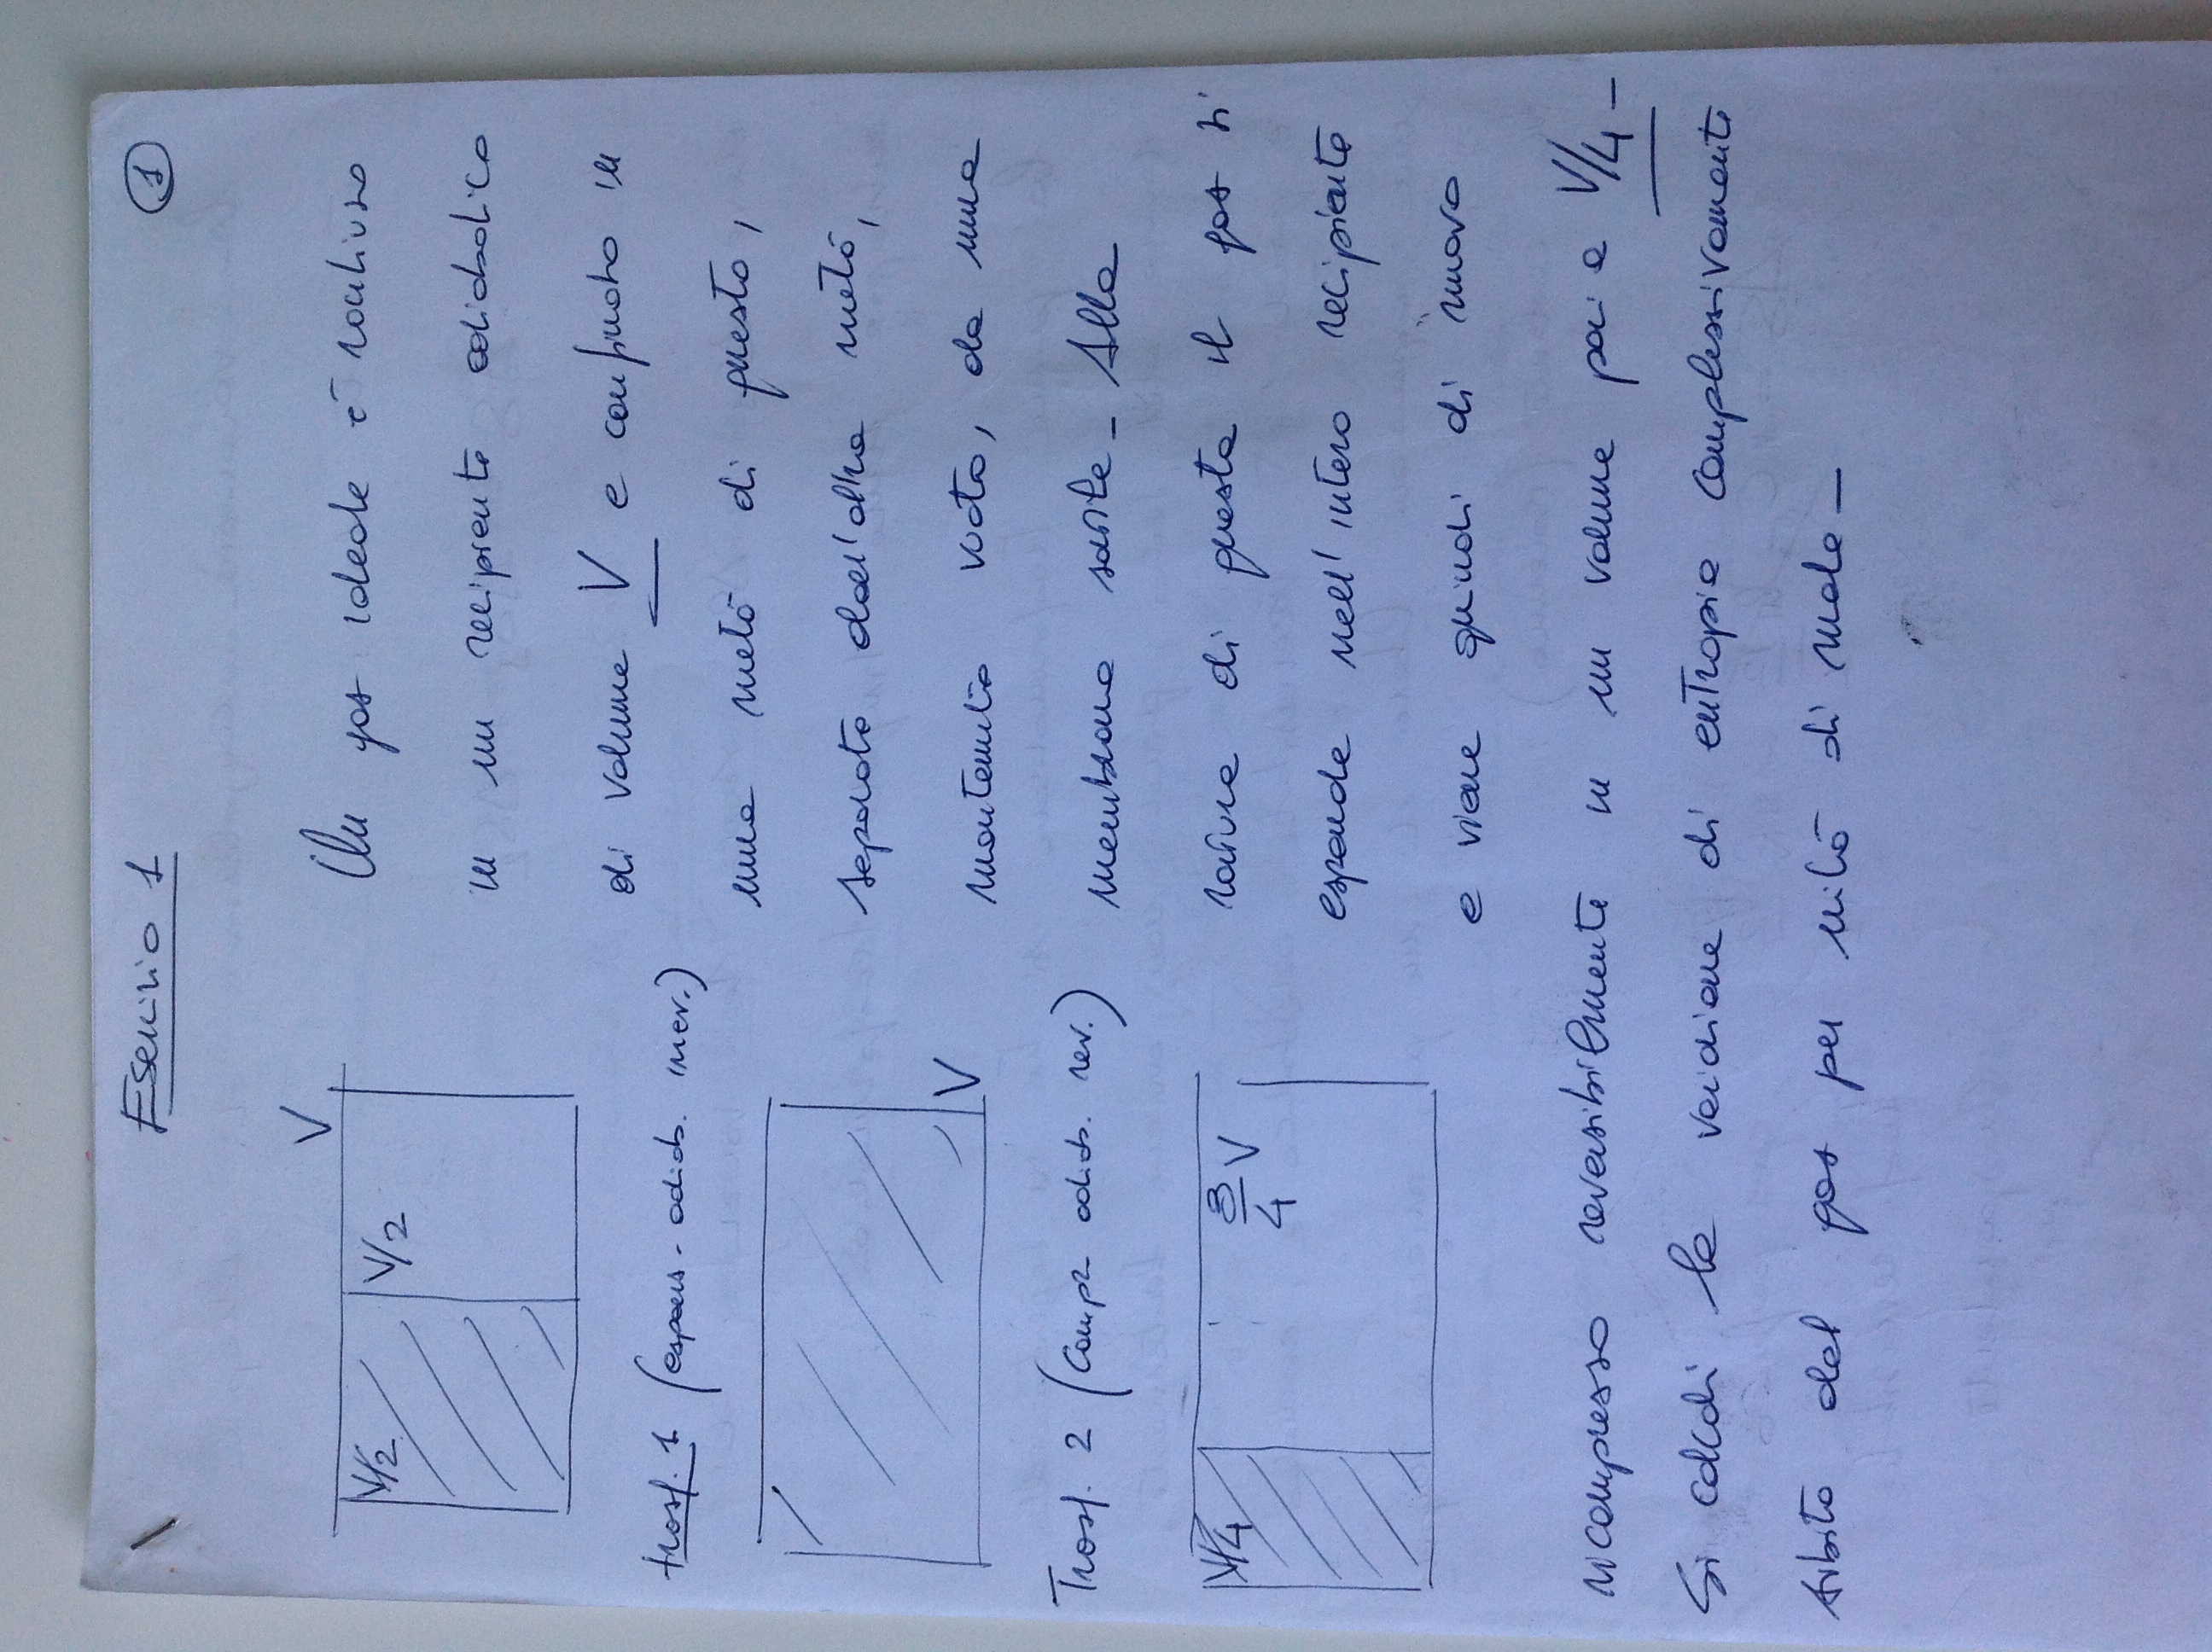 Esercizio 1
1
V
V/2
V/2
trasf. 1 (espans. adiab. irrev.)
V
Trasf. 2 (Compr adiab. rev.)
V/4
3/4 V
Un gas ideale è racchiuso
in un recipiente adiabatico
di volume V e confinato in
una metà di questo,
separata dall'altra metà,
mantenuta vuota, da una
membrana sottile - Alla
rottura di questa il gas si
espande nell'intero recipiente
e viene quindi di nuovo
ricompresso reversibilmente in un volume pari a V/4 -
Si calcoli la variazione di entropia complessivamente
subita dal gas per unità di mole -